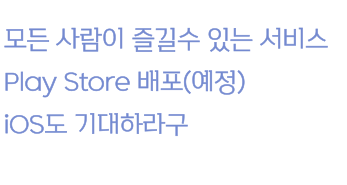 모든 사람이 즐길수 있는 서비스
Play Store 배포(예정)
iOS도 기대하라구